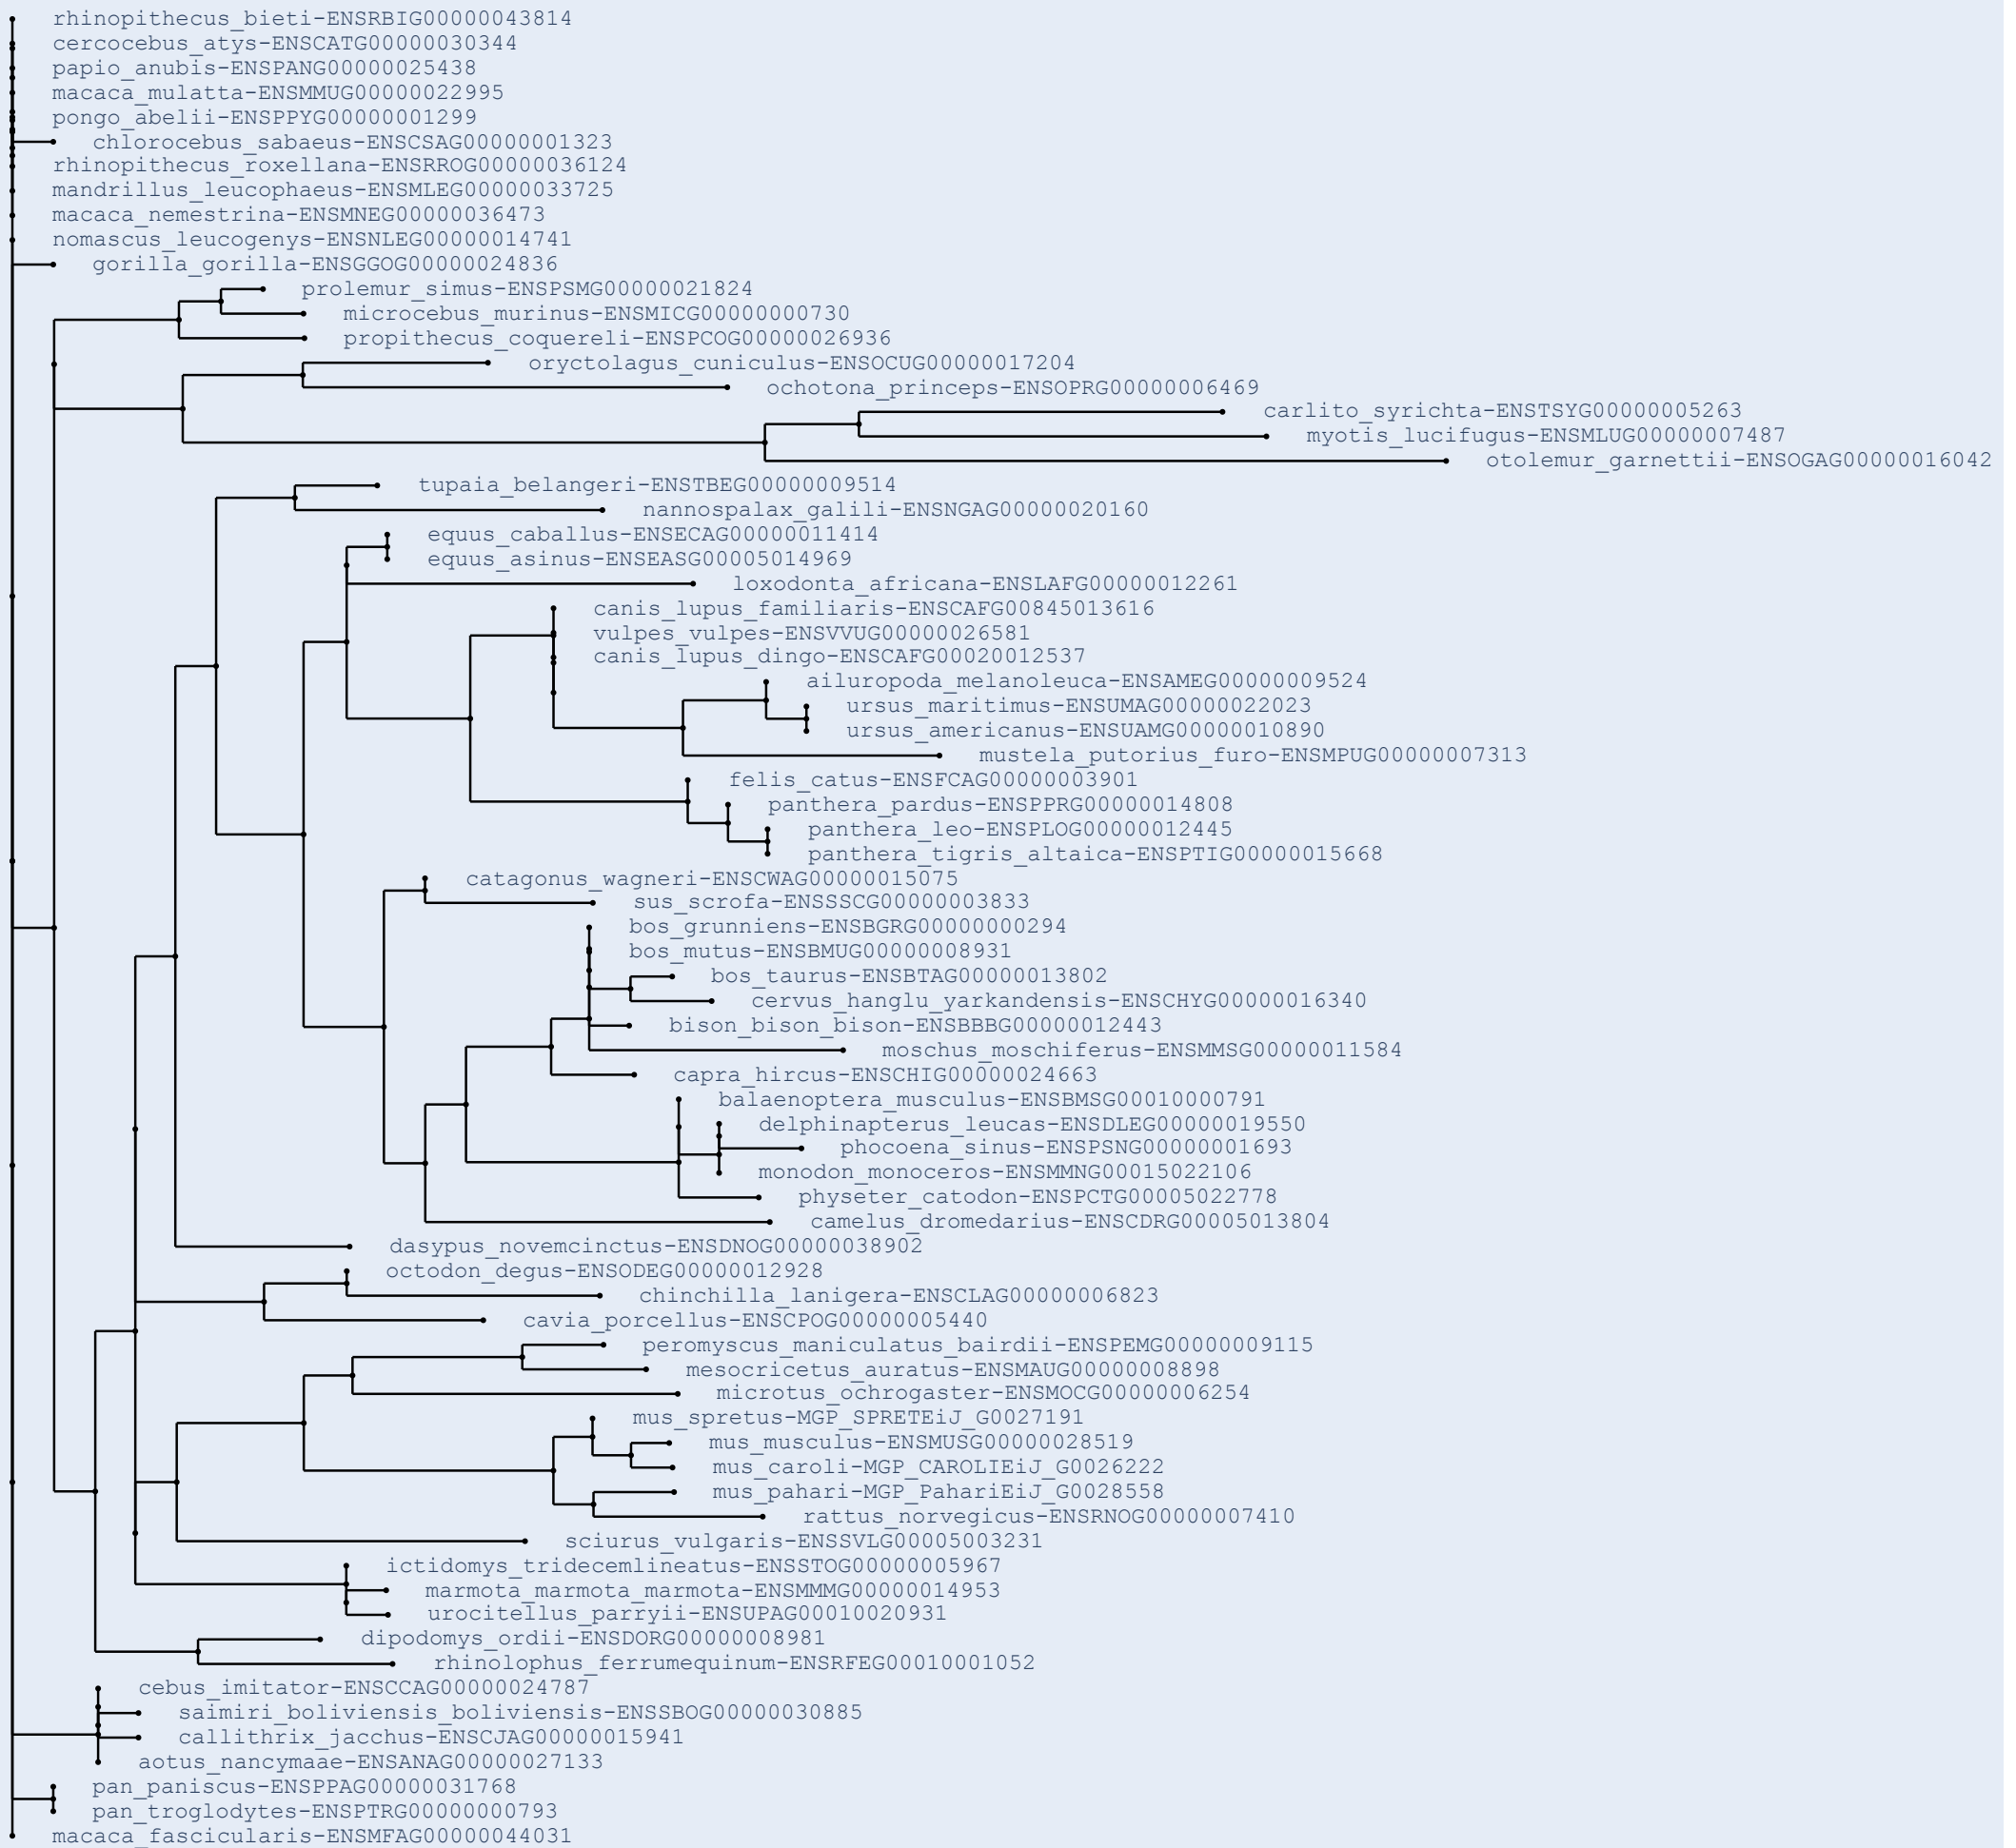 rhinopithecus_bieti-ENSRBIG00000043814
cercocebus_atys-ENSCATG00000030344
papio_anubis-ENSPANG00000025438
macaca_mulatta-ENSMMUG00000022995
pongo_abelii-ENSPPYG00000001299
chlorocebus_sabaeus-ENSCSAG00000001323
rhinopithecus_roxellana-ENSRROG00000036124
mandrillus_leucophaeus-ENSMLEG00000033725
macaca_nemestrina-ENSMNEG00000036473
nomascus_leucogenys-ENSNLEG00000014741
gorilla_gorilla-ENSGGOG00000024836
prolemur_simus-ENSPSMG00000021824
microcebus_murinus-ENSMICG00000000730
propithecus_coquereli-ENSPCOG00000026936
oryctolagus_cuniculus-ENSOCUG00000017204
ochotona_princeps-ENSOPRG00000006469
carlito_syrichta-ENSTSYG00000005263
myotis_lucifugus-ENSMLUG00000007487
otolemur_garnettii-ENSOGAG00000016042
tupaia_belangeri-ENSTBEG00000009514
nannospalax_galili-ENSNGAG00000020160
equus_caballus-ENSECAG00000011414
equus_asinus-ENSEASG00005014969
loxodonta_africana-ENSLAFG00000012261
canis_lupus_familiaris-ENSCAFG00845013616
vulpes_vulpes-ENSVVUG00000026581
canis_lupus_dingo-ENSCAFG00020012537
ailuropoda_melanoleuca-ENSAMEG00000009524
ursus_maritimus-ENSUMAG00000022023
ursus_americanus-ENSUAMG00000010890
mustela_putorius_furo-ENSMPUG00000007313
felis_catus-ENSFCAG00000003901
panthera_pardus-ENSPPRG00000014808
panthera_leo-ENSPLOG00000012445
panthera_tigris_altaica-ENSPTIG00000015668
catagonus_wagneri-ENSCWAG00000015075
sus_scrofa-ENSSSCG00000003833
bos_grunniens-ENSBGRG00000000294
bos_mutus-ENSBMUG00000008931
bos_taurus-ENSBTAG00000013802
cervus_hanglu_yarkandensis-ENSCHYG00000016340
bison_bison_bison-ENSBBBG00000012443
moschus_moschiferus-ENSMMSG00000011584
capra_hircus-ENSCHIG00000024663
balaenoptera_musculus-ENSBMSG00010000791
delphinapterus_leucas-ENSDLEG00000019550
phocoena_sinus-ENSPSNG00000001693
monodon_monoceros-ENSMMNG00015022106
physeter_catodon-ENSPCTG00005022778
camelus_dromedarius-ENSCDRG00005013804
dasypus_novemcinctus-ENSDNOG00000038902
octodon_degus-ENSODEG00000012928
chinchilla_lanigera-ENSCLAG00000006823
cavia_porcellus-ENSCPOG00000005440
peromyscus_maniculatus_bairdii-ENSPEMG00000009115
mesocricetus_auratus-ENSMAUG00000008898
microtus_ochrogaster-ENSMOCG00000006254
mus_spretus-MGP_SPRETEiJ_G0027191
mus_musculus-ENSMUSG00000028519
mus_caroli-MGP_CAROLIEiJ_G0026222
mus_pahari-MGP_PahariEiJ_G0028558
rattus_norvegicus-ENSRNOG00000007410
sciurus_vulgaris-ENSSVLG00005003231
ictidomys_tridecemlineatus-ENSSTOG00000005967
marmota_marmota_marmota-ENSMMMG00000014953
urocitellus_parryii-ENSUPAG00010020931
dipodomys_ordii-ENSDORG00000008981
rhinolophus_ferrumequinum-ENSRFEG00010001052
cebus_imitator-ENSCCAG00000024787
saimiri_boliviensis_boliviensis-ENSSBOG00000030885
callithrix_jacchus-ENSCJAG00000015941
aotus_nancymaae-ENSANAG00000027133
pan_paniscus-ENSPPAG00000031768
pan_troglodytes-ENSPTRG00000000793
macaca_fascicularis-ENSMFAG00000044031